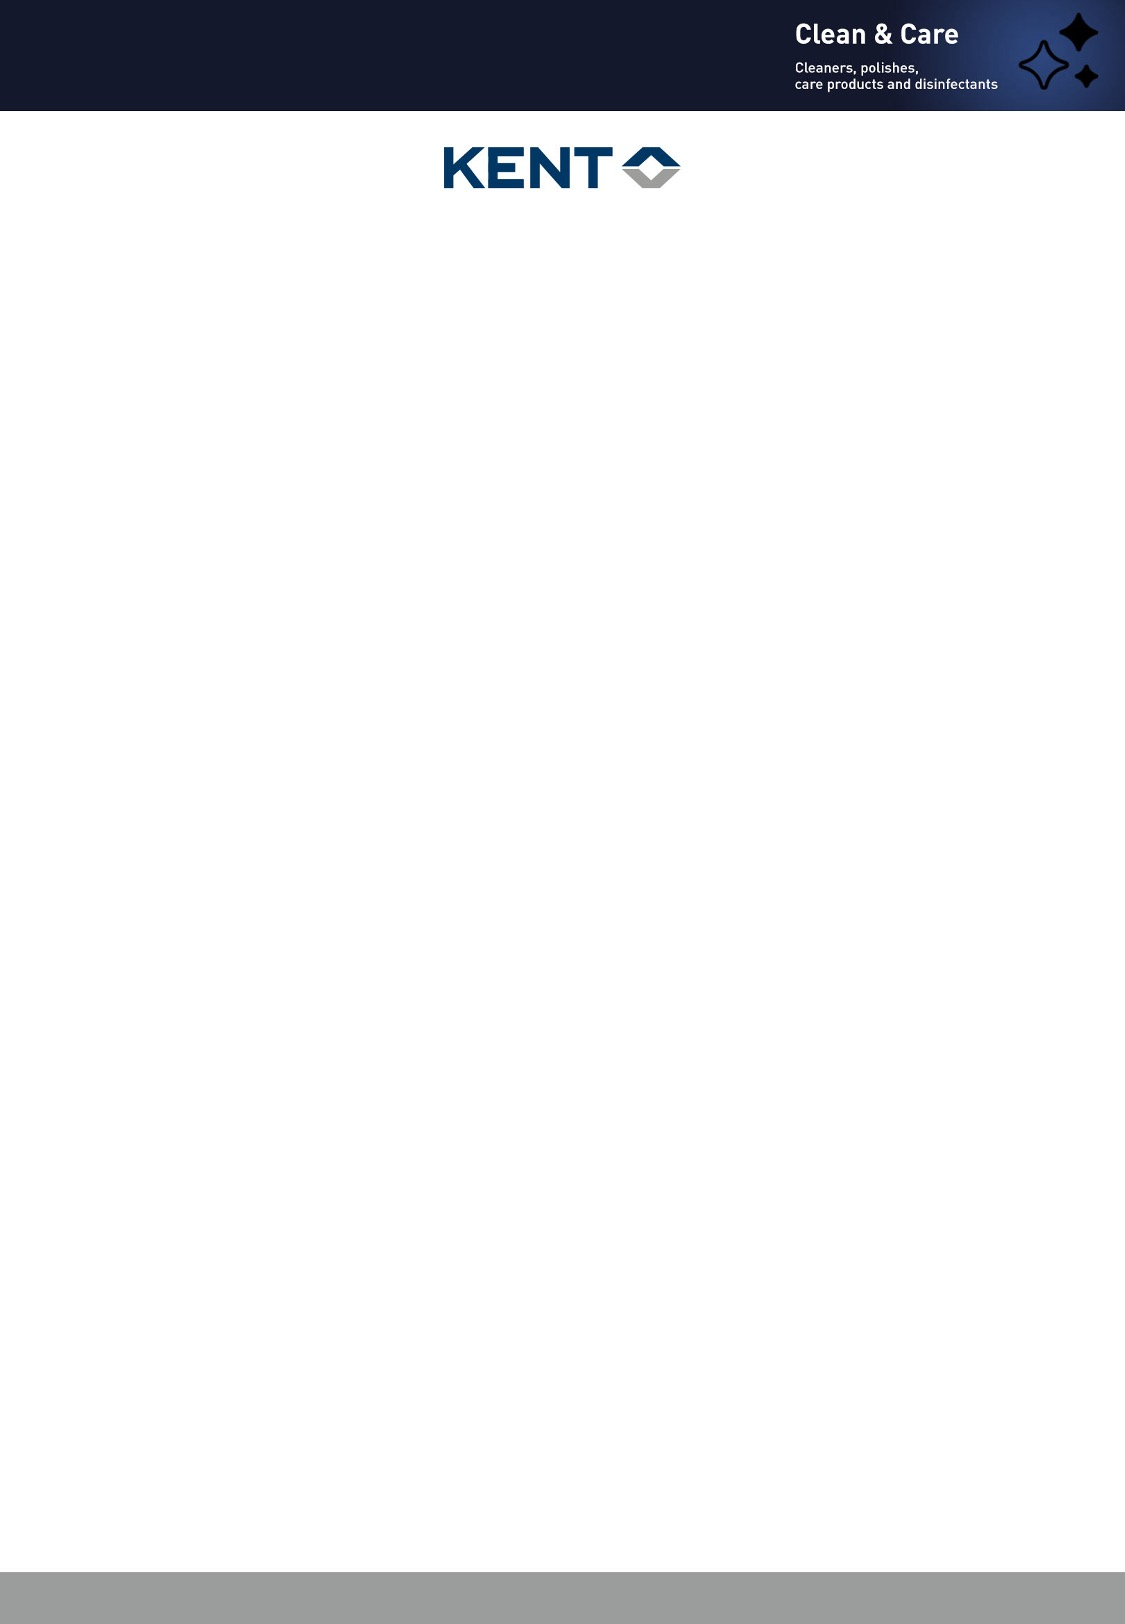 Clean & Care
Cleaners, polishes,
care products and disinfectants
KENT